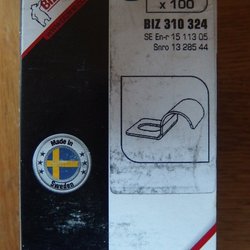 x 100
BIZ 310 324
SE En-r 15 113 05
Snro 13 285 44
Made in
Sweden